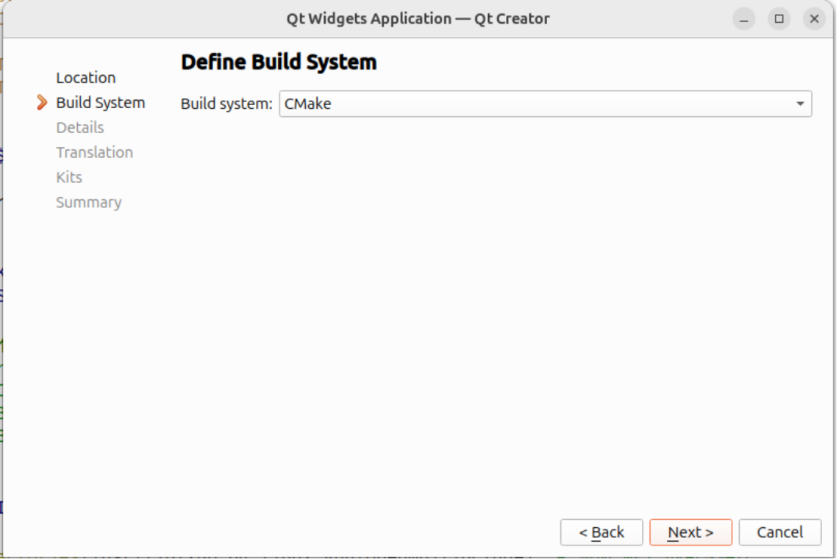 Qt Widgets Application — Qt Creator
Location
Build System
Details
Translation
Kits
Summary
Define Build System
Build system: CMake
< Back Next > Cancel